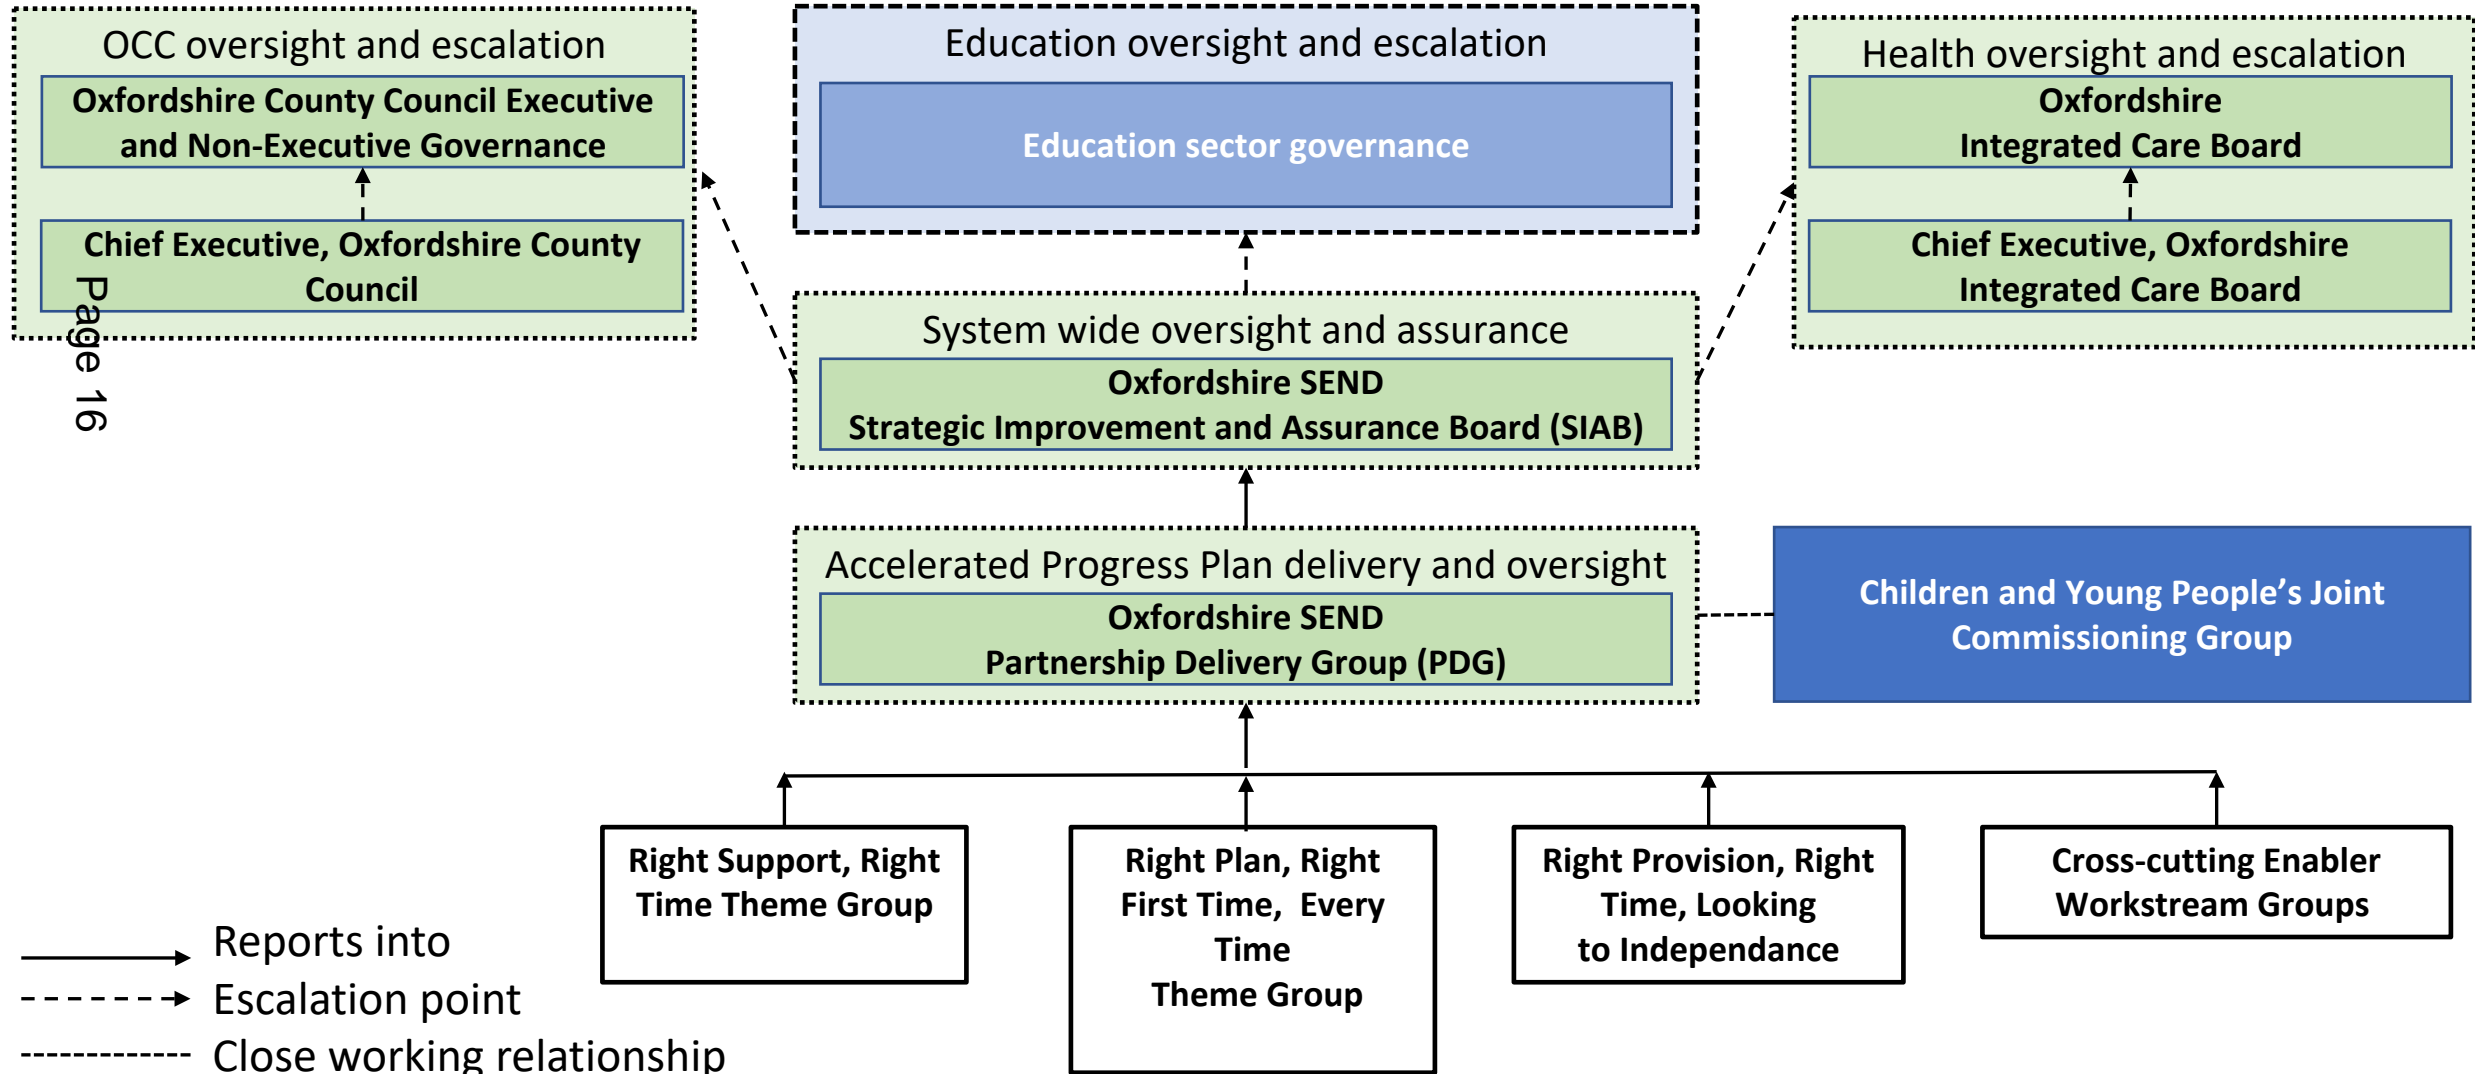 OCC oversight and escalation
Oxfordshire County Council Executive
and Non-Executive Governance
Chief Executive, Oxfordshire County
Council
Page 16
Education oversight and escalation
Education sector governance
Health oversight and escalation
Oxfordshire
Integrated Care Board
Chief Executive, Oxfordshire
Integrated Care Board
System wide oversight and assurance
Oxfordshire SEND
Strategic Improvement and Assurance Board (SIAB)
Accelerated Progress Plan delivery and oversight
Oxfordshire SEND
Partnership Delivery Group (PDG)
Children and Young People’s Joint
Commissioning Group
Right Support, Right
Time Theme Group
Right Plan, Right
First Time, Every
Time
Theme Group
Right Provision, Right
Time, Looking
to Independance
Cross-cutting Enabler
Workstream Groups
Reports into
Escalation point
Close working relationship